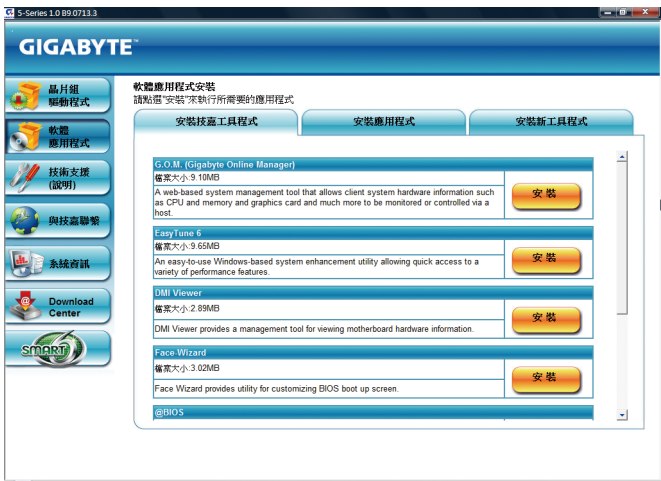 5-Series 1.0 B9.0713.3
GIGABYTE™
晶片組
驅動程式
軟體
應用程式
技術支援
(說明)
與技嘉聯繫
系統資訊
Download
Center
SMART6
軟體應用程式安裝
請點選"安裝"來執行所需要的應用程式
安裝技嘉工具程式
安裝應用程式
安裝新工具程式
G.O.M. (Gigabyte Online Manager)
檔案大小:9.10MB
A web-based system management tool that allows client system hardware information such
as CPU and memory and graphics card and much more to be monitored or controlled via a
host.
安裝
EasyTune 6
檔案大小:9.65MB
An easy-to-use Windows-based system enhancement utility allowing quick access to a
variety of performance features.
安裝
DMI Viewer
檔案大小:2.89MB
DMI Viewer provides a management tool for viewing motherboard hardware information.
安裝
Face-Wizard
檔案大小:3.02MB
Face Wizard provides utility for customizing BIOS boot up screen.
安裝
@BIOS